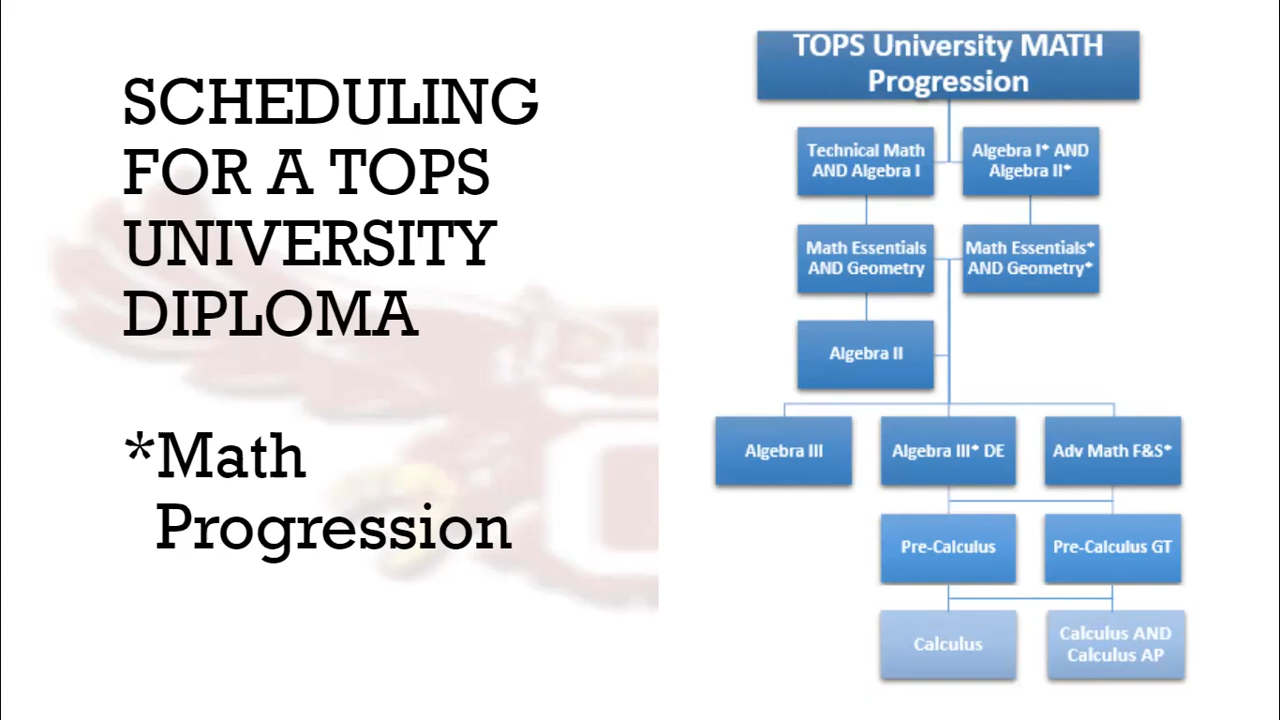 SCHEDULING
FOR A TOPS
UNIVERSITY
DIPLOMA
*Math
Progression
TOPS University MATH
Progression
Technical Math
AND Algebra I
Algebra I* AND
Algebra II*
Math Essentials
AND Geometry
Math Essentials*
AND Geometry*
Algebra II
Algebra III
Algebra III* DE
Adv Math F&S*
Pre-Calculus
Pre-Calculus GT
Calculus
Calculus AND
Calculus AP